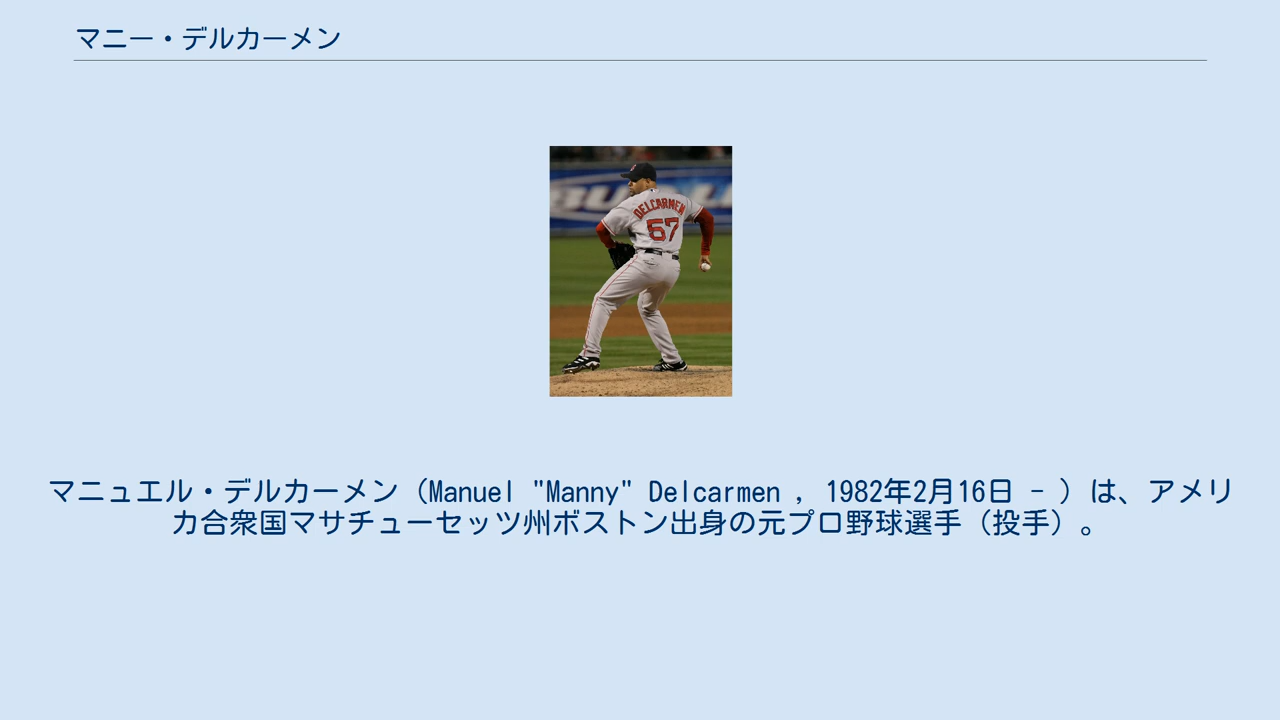 マニー・デルカーメン
DELCARMEN
57
マニュエル・デルカーメン（Manuel "Manny" Delcarmen , 1982年2月16日 - ）は、アメリ
カ合衆国マサチューセッツ州ボストン出身の元プロ野球選手（投手）。